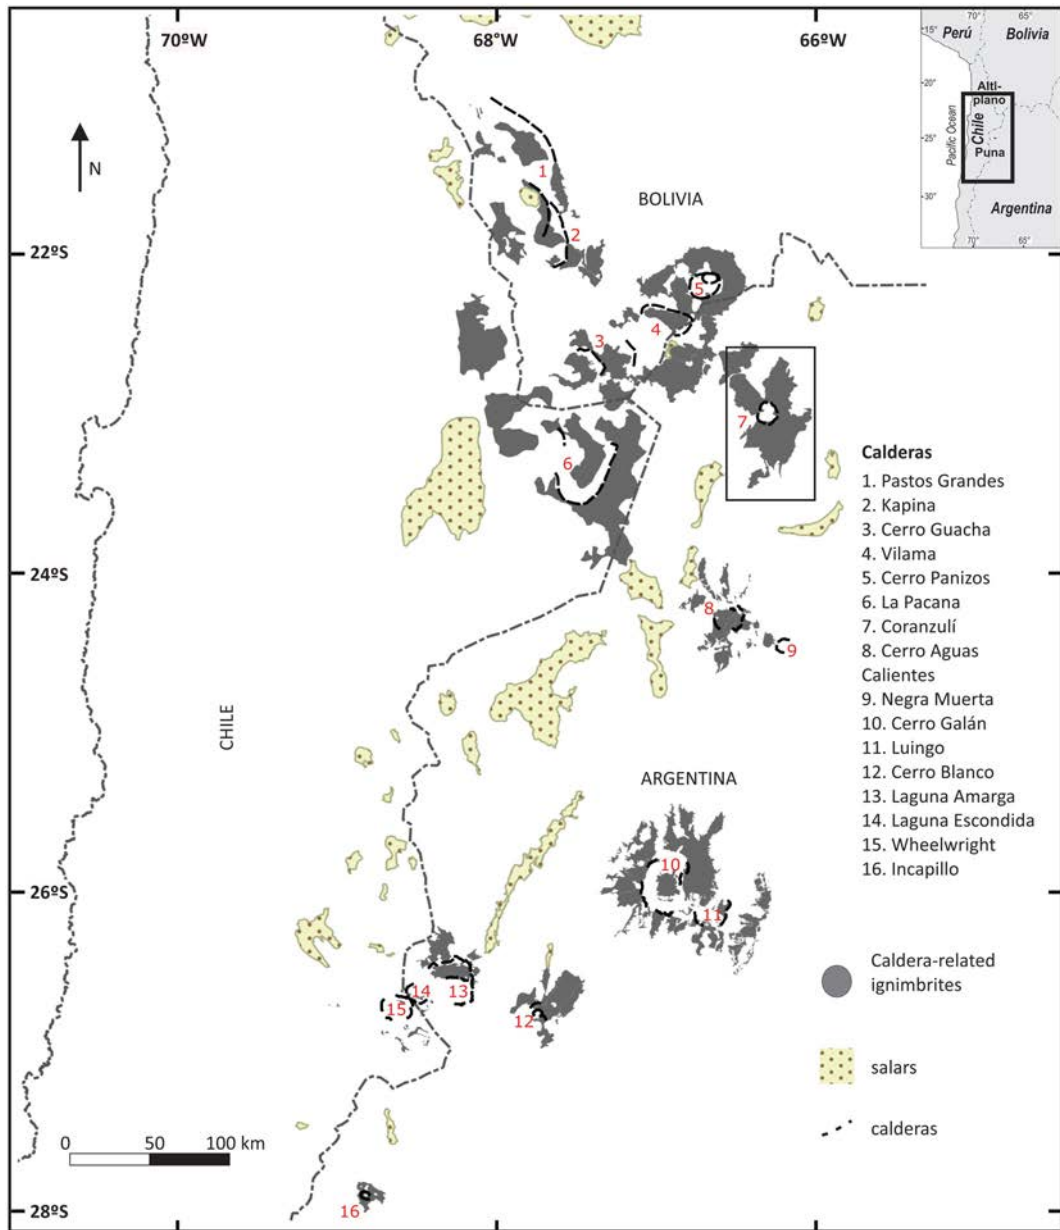 70ºW
68ºW
66ºW
70°
65°
15°
Perú
Bolivia
20°
Alti-
plano
Pacific Ocean
Chile
25°
Puna
30°
Argentina
70°
65°
N
1
BOLIVIA
2
22ºS
5
4
3
7
6
Calderas
1. Pastos Grandes
2. Kapina
3. Cerro Guacha
4. Vilama
5. Cerro Panizos
6. La Pacana
7. Coranzulí
8. Cerro Aguas
Calientes
9. Negra Muerta
10. Cerro Galán
11. Luingo
12. Cerro Blanco
13. Laguna Amarga
14. Laguna Escondida
15. Wheelwright
16. Incapillo
24ºS
8
9
CHILE
ARGENTINA
10
26ºS
11
14
13
15
12
Caldera-related
ignimbrites
salars
calderas
0 50 100 km
28ºS
16